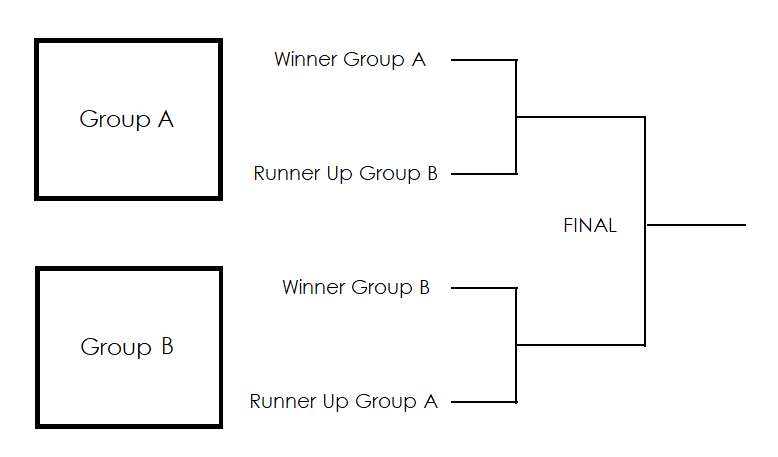 Group A
Winner Group A
Runner Up Group B
FINAL
Group B
Winner Group B
Runner Up Group A